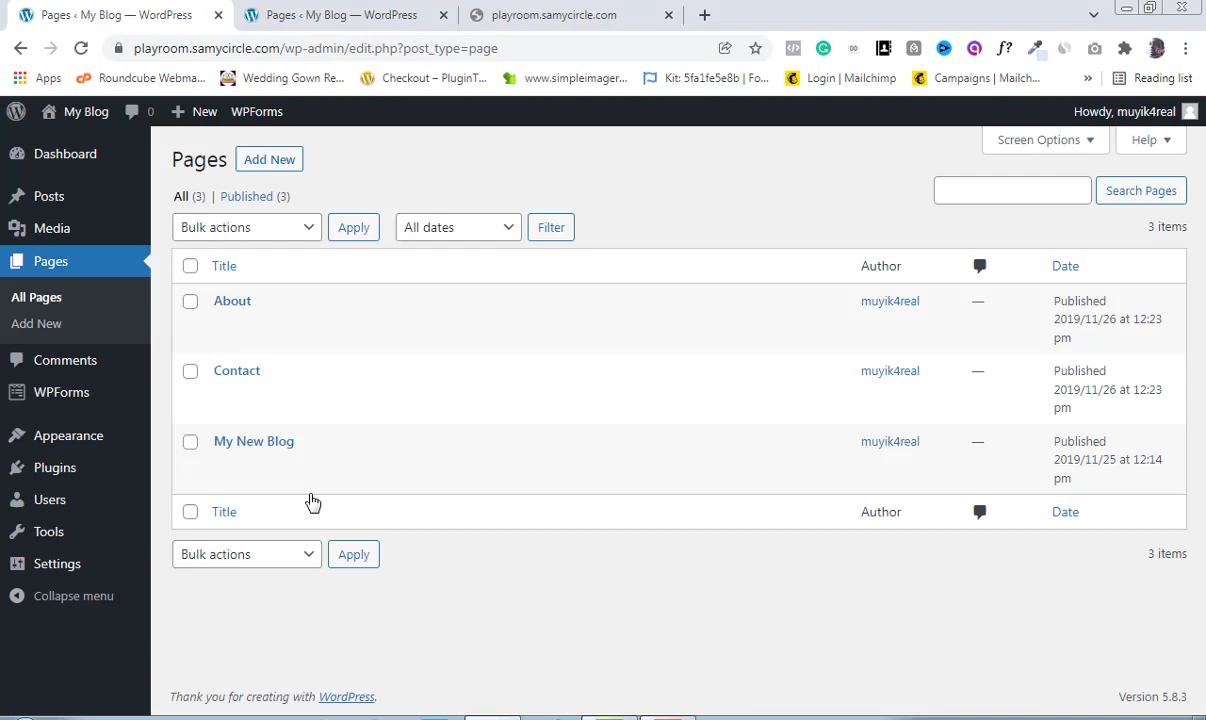 Pages ‹ My Blog — WordPress
Pages ‹ My Blog — WordPress
playroom.samycircle.com
playroom.samycircle.com/wp-admin/edit.php?post_type=page
Apps
Roundcube Webma...
Wedding Gown Re...
Checkout – PluginT...
www.simpleimager...
Kit: 5fa1fe5e8b | Fo...
Login | Mailchimp
Campaigns | Mailch...
»
Reading list
My Blog
0
New
WPForms
Howdy, muyik4real
Dashboard
Posts
Media
Pages
All Pages
Add New
Comments
WPForms
Appearance
Plugins
Users
Tools
Settings
Collapse menu
Screen Options
Help
Pages
Add New
All (3) | Published (3)
Search Pages
Bulk actions
Apply
All dates
Filter
3 items
Title
Author
Date
About
muyik4real
—
Published
2019/11/26 at 12:23
pm
Contact
muyik4real
—
Published
2019/11/26 at 12:23
pm
My New Blog
muyik4real
—
Published
2019/11/25 at 12:14
pm
Title
Author
Date
Bulk actions
Apply
3 items
Thank you for creating with WordPress.
Version 5.8.3